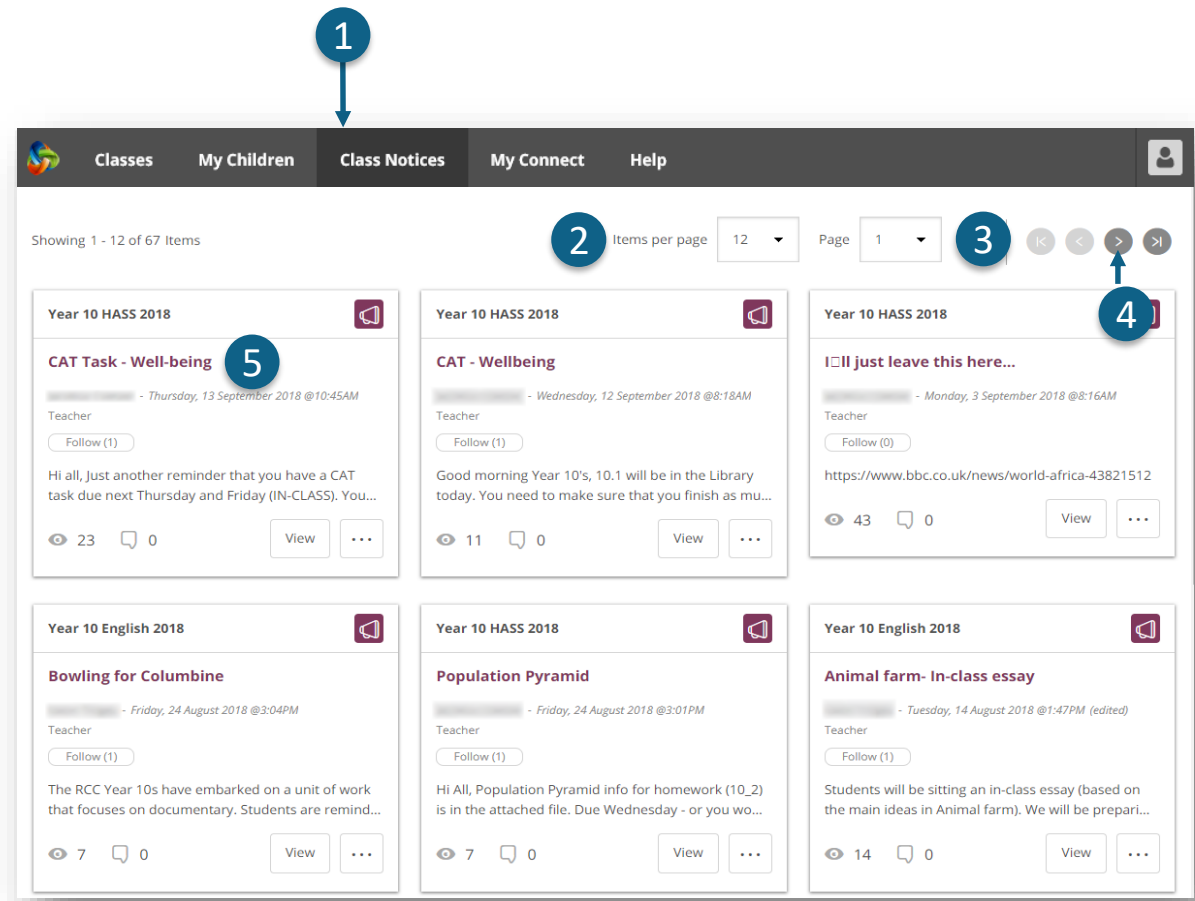 1
Classes My Children Class Notices My Connect Help
Showing 1 - 12 of 67 Items 2 Items per page 12 Page 1 3
4
Year 10 HASS 2018
CAT Task - Well-being 5
- Thursday, 13 September 2018 @10:45AM
Teacher
Follow (1)
Hi all, Just another reminder that you have a CAT
task due next Thursday and Friday (IN-CLASS). You...
23 0 View ...
Year 10 HASS 2018
CAT - Wellbeing
- Wednesday, 12 September 2018 @8:18AM
Teacher
Follow (1)
Good morning Year 10's, 10.1 will be in the Library
today. You need to make sure that you finish as mu...
11 0 View ...
Year 10 HASS 2018
I□ll just leave this here...
- Monday, 3 September 2018 @8:16AM
Teacher
Follow (0)
https://www.bbc.co.uk/news/world-africa-43821512
43 0 View ...
Year 10 English 2018
Bowling for Columbine
- Friday, 24 August 2018 @3:04PM
Teacher
Follow (1)
The RCC Year 10s have embarked on a unit of work
that focuses on documentary. Students are remind...
7 0 View ...
Year 10 HASS 2018
Population Pyramid
- Friday, 24 August 2018 @3:01PM
Teacher
Follow (1)
Hi All, Population Pyramid info for homework (10_2)
is in the attached file. Due Wednesday - or you wo...
7 0 View ...
Year 10 English 2018
Animal farm- In-class essay
- Tuesday, 14 August 2018 @1:47PM (edited)
Teacher
Follow (1)
Students will be sitting an in-class essay (based on
the main ideas in Animal farm). We will be prepari...
14 0 View ...